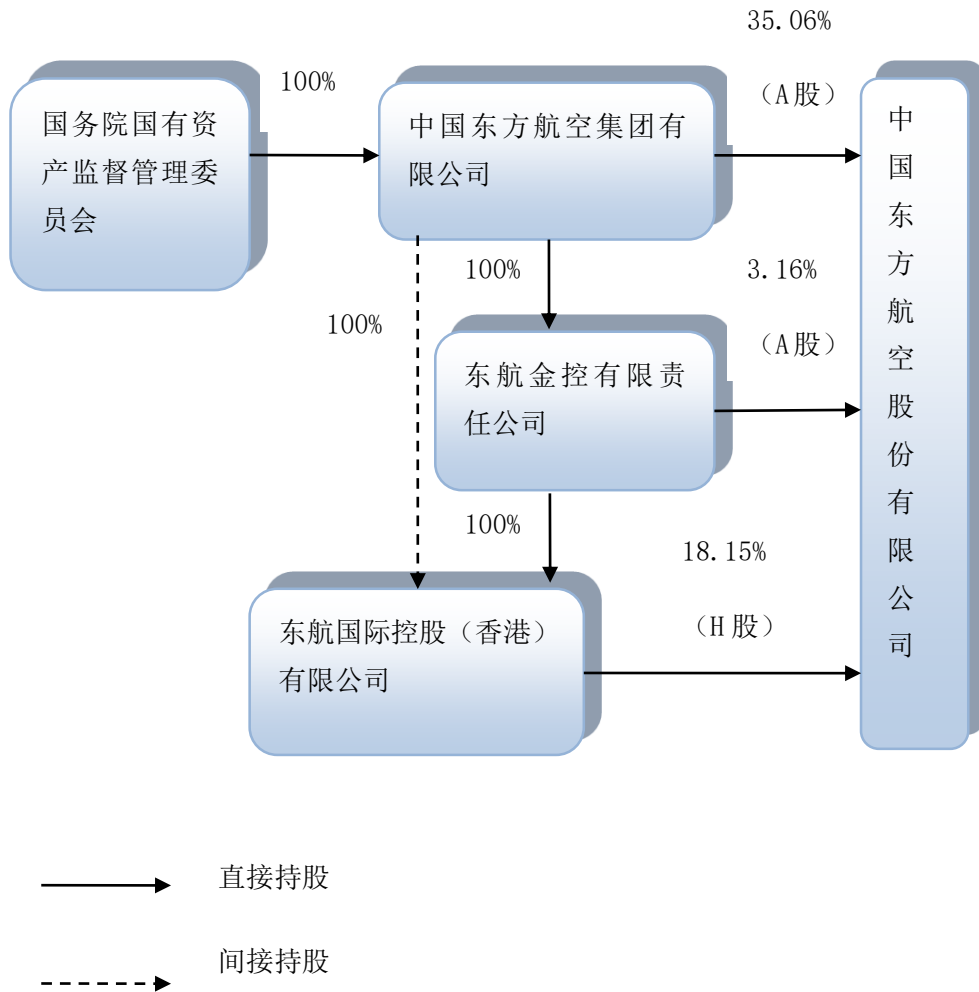 35.06%
100%
（A股）
国务院国有资
产监督管理委
员会
中国东方航空集团有
限公司
中
国
东
方
航
空
股
份
有
限
公
司
100%
3.16%
100%
（A股）
东航金控有限责
任公司
100%
18.15%
（H股）
东航国际控股（香港）
有限公司
直接持股
间接持股